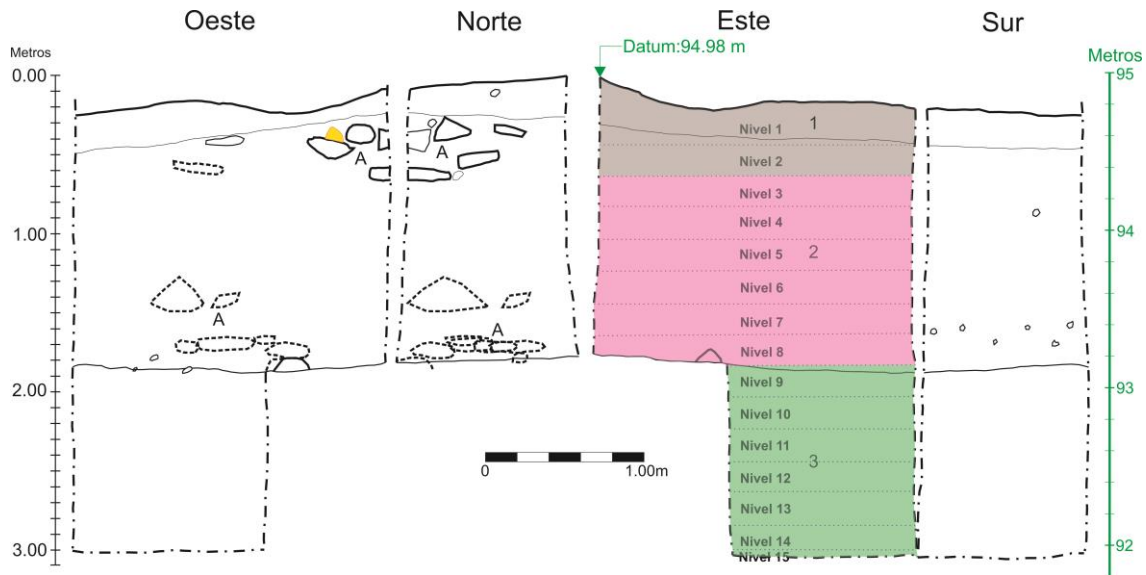 Oeste Norte Este Sur
Datum:94.98 m
Metros
Metros
0.00
95
Nivel 1
1
A
A
Nivel 2
Nivel 3
Nivel 4
1.00
94
Nivel 5
2
Nivel 6
A
A
Nivel 7
Nivel 8
2.00
93
Nivel 9
Nivel 10
Nivel 11
3
0
1.00m
Nivel 12
Nivel 13
Nivel 14
3.00
92
Nivel 15